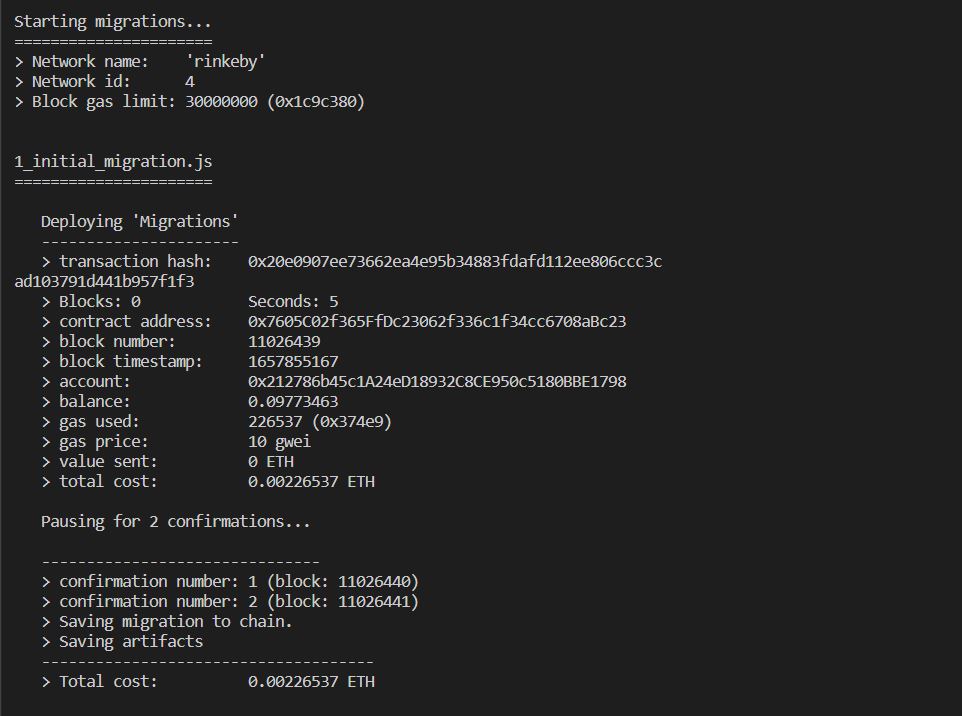 Starting migrations...
======================
> Network name:    'rinkeby'
> Network id:      4
> Block gas limit: 30000000 (0x1c9c380)
1_initial_migration.js
======================
   Deploying 'Migrations'
   ----------------------
   > transaction hash:    0x20e0907ee73662ea4e95b34883fdafd112ee806ccc3c
ad103791d441b957f1f3
   > Blocks: 0            Seconds: 5
   > contract address:    0x7605C02f365FfDc23062f336c1f34cc6708aBc23
   > block number:        11026439
   > block timestamp:     1657855167
   > account:             0x212786b45c1A24eD18932C8CE950c5180BBE1798
   > balance:             0.09773463
   > gas used:            226537 (0x374e9)
   > gas price:           10 gwei
   > value sent:          0 ETH
   > total cost:          0.00226537 ETH
   Pausing for 2 confirmations...
   -------------------------------
   > confirmation number: 1 (block: 11026440)
   > confirmation number: 2 (block: 11026441)
   > Saving migration to chain.
   > Saving artifacts
   -------------------------------------
   > Total cost:          0.00226537 ETH